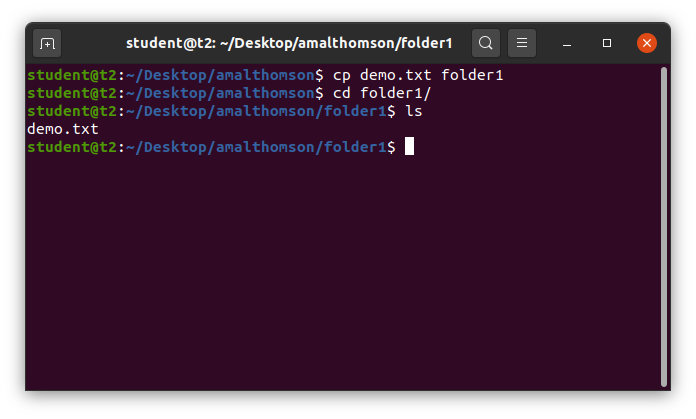 student@t2: ~/Desktop/amalthomson/folder1
student@t2:~/Desktop/amalthomson$ cp demo.txt folder1
student@t2:~/Desktop/amalthomson$ cd folder1/
student@t2:~/Desktop/amalthomson/folder1$ ls
demo.txt
student@t2:~/Desktop/amalthomson/folder1$